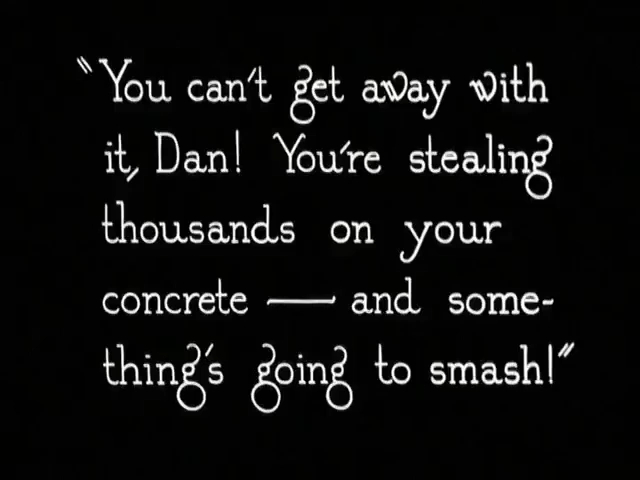 "You can't get away with
it, Dan! You're stealing
thousands on your
concrete — and some-
thing's going to smash!"